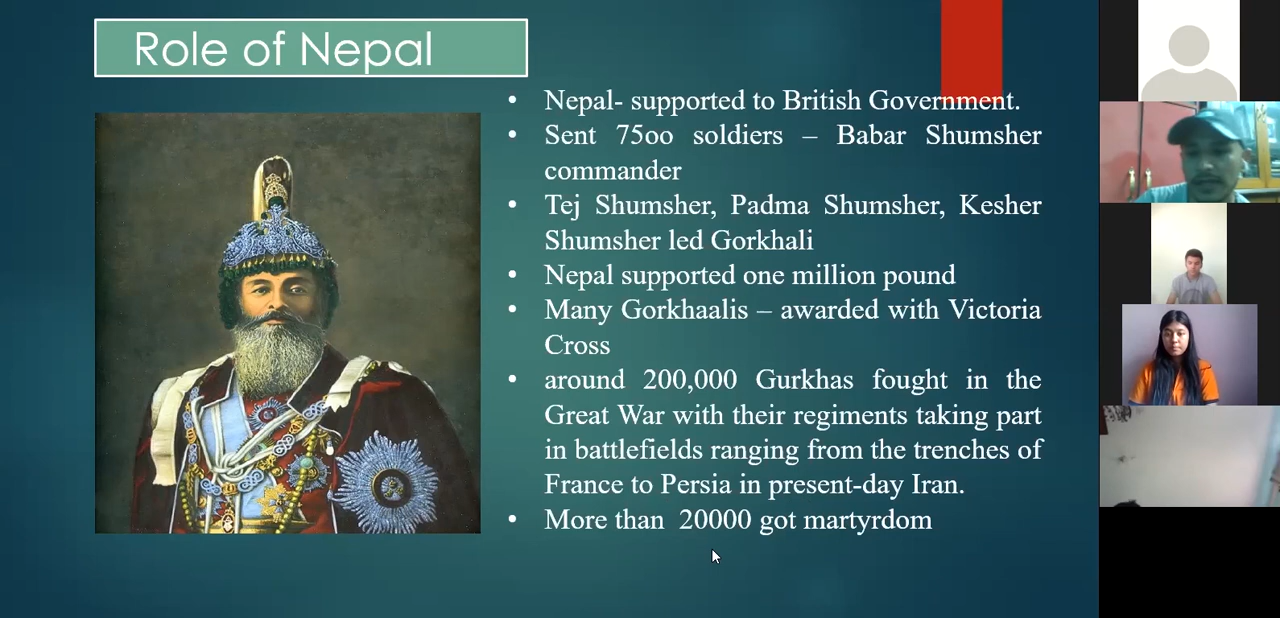 Role of Nepal
• Nepal- supported to British Government.
• Sent 75oo soldiers – Babar Shumsher
commander
• Tej Shumsher, Padma Shumsher, Kesher
Shumsher led Gorkhali
• Nepal supported one million pound
• Many Gorkhaalis – awarded with Victoria
Cross
• around 200,000 Gurkhas fought in the
Great War with their regiments taking part
in battlefields ranging from the trenches of
France to Persia in present-day Iran.
• More than 20000 got martyrdom